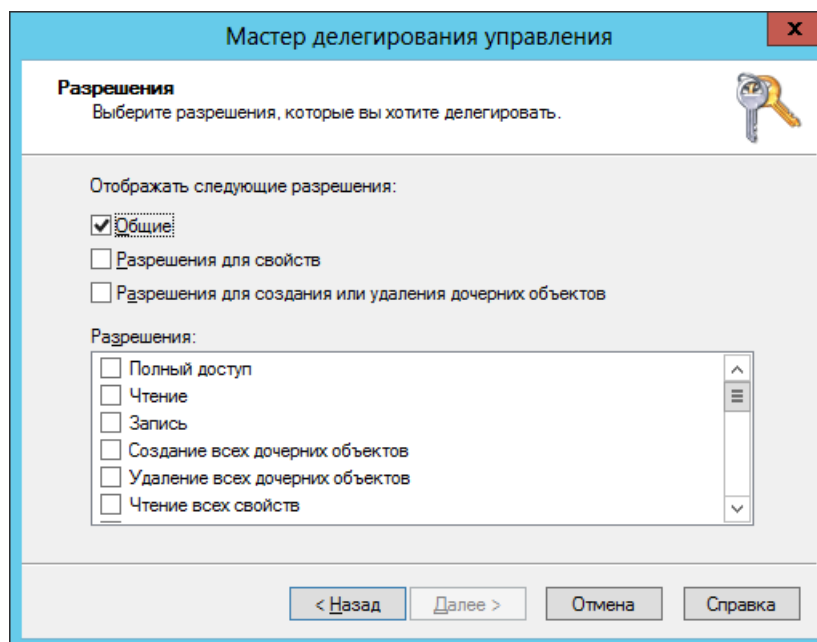 Мастер делегирования управления
x
Разрешения
Выберите разрешения, которые вы хотите делегировать.
Отображать следующие разрешения:
Общие
Разрешения для свойств
Разрешения для создания или удаления дочерних объектов
Разрешения:
Полный доступ
Чтение
Запись
Создание всех дочерних объектов
Удаление всех дочерних объектов
Чтение всех свойств
< Назад
Далее >
Отмена
Справка